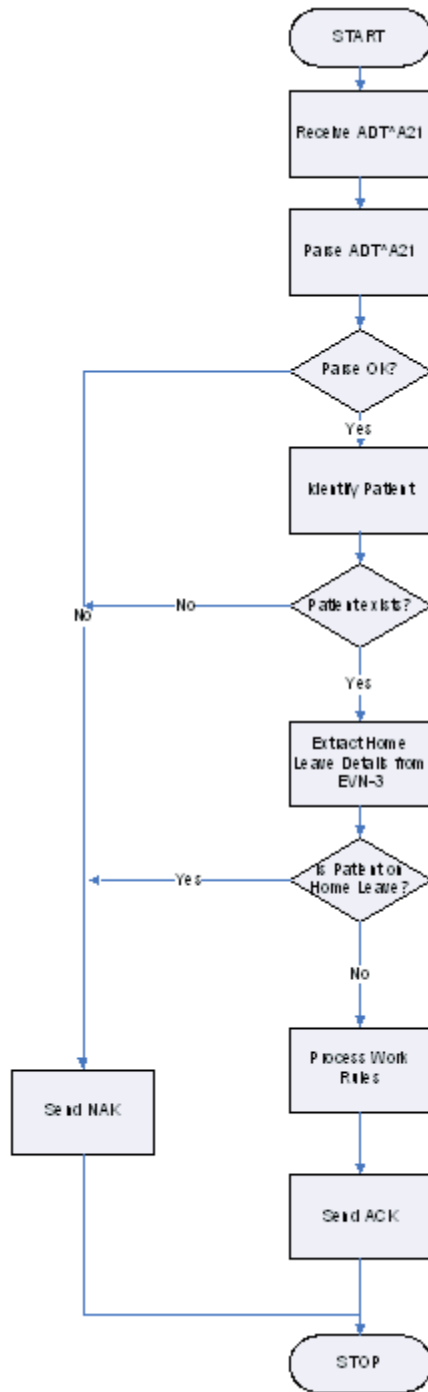 START
Receive ADT^A21
Parse ADT^A21
Parse OK?
Yes
Identify Patient
Patient exists?
No
No
Yes
Extract Home
Leave Details from
EVN-3
Is Patient on
Home Leave?
Yes
No
Process Work
Rules
Send NAK
Send ACK
STOP